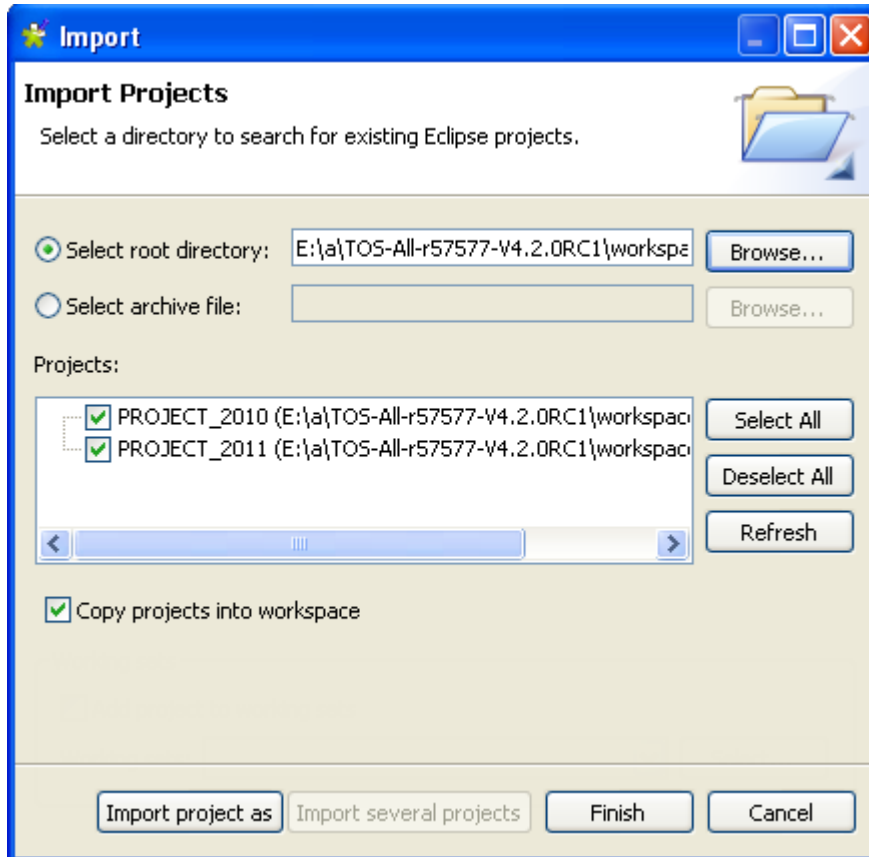 Import
Import Projects
Select a directory to search for existing Eclipse projects.
Select root directory: E:\a\TOS-All-r57577-V4.2.0RC1\workspa Browse...
Select archive file: Browse...
Projects:
PROJECT_2010 (E:\a\TOS-All-r57577-V4.2.0RC1\workspac Select All
PROJECT_2011 (E:\a\TOS-All-r57577-V4.2.0RC1\workspac
Deselect All
Refresh
Copy projects into workspace
Import project as Import several projects Finish Cancel